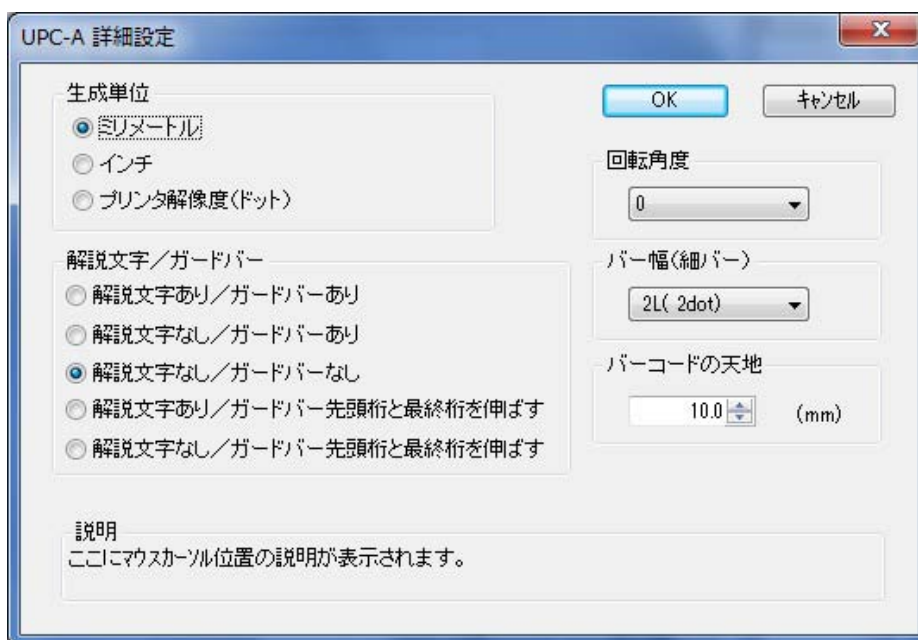 UPC-A 詳細設定
生成単位
ミリメートル
インチ
プリンタ解像度(ドット)
解説文字/ガードバー
解説文字あり/ガードバーあり
解説文字なし/ガードバーあり
解説文字なし/ガードバーなし
解説文字あり/ガードバー先頭桁と最終桁を伸ばす
解説文字なし/ガードバー先頭桁と最終桁を伸ばす
OK
キャンセル
回転角度
0
バー幅(細バー)
2L( 2dot)
バーコードの天地
10.0 (mm)
説明
ここにマウスカーソル位置の説明が表示されます。